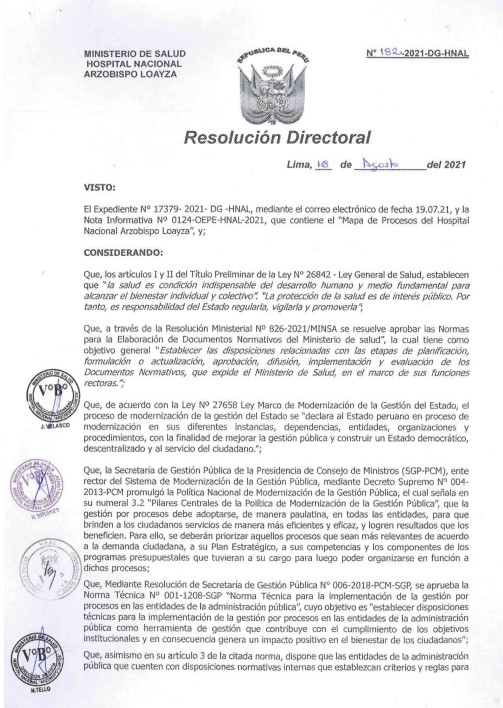 MINISTERIO DE SALUD
HOSPITAL NACIONAL
ARZOBISPO LOAYZA
REPUBLICA DEL PERU
N° 182-2021-DG-HNAL
Resolución Directoral
Lima, 18 de Agosto del 2021
VISTO:
El Expediente N° 17379- 2021- DG -HNAL, mediante el correo electrónico de fecha 19.07.21, y la
Nota Informativa N° 0124-OEPE-HNAL-2021, que contiene el "Mapa de Procesos del Hospital
Nacional Arzobispo Loayza", y;
CONSIDERANDO:
Que, los artículos I y II del Título Preliminar de la Ley N° 26842 - Ley General de Salud, establecen
que "la salud es condición indispensable del desarrollo humano y medio fundamental para
alcanzar el bienestar individual y colectivo". "La protección de la salud es de interés público. Por
tanto, es responsabilidad del Estado regularla, vigilarla y promoverla";
Que, a través de la Resolución Ministerial N° 826-2021/MINSA se resuelve aprobar las Normas
para la Elaboración de Documentos Normativos del Ministerio de salud", la cual tiene como
objetivo general "Establecer las disposiciones relacionadas con las etapas de planificación,
formulación o actualización, aprobación, difusión, implementación y evaluación de los
Documentos Normativos, que expide el Ministerio de Salud, en el marco de sus funciones
rectoras.";
Que, de acuerdo con la Ley N° 27658 Ley Marco de Modernización de la Gestión del Estado, el
proceso de modernización de la gestión del Estado se "declara al Estado peruano en proceso de
modernización en sus diferentes instancias, dependencias, entidades, organizaciones y
procedimientos, con la finalidad de mejorar la gestión pública y construir un Estado democrático,
descentralizado y al servicio del ciudadano.";
V°B°
J. VELASCO
Que, la Secretaría de Gestión Pública de la Presidencia de Consejo de Ministros (SGP-PCM), ente
rector del Sistema de Modernización de la Gestión Pública, mediante Decreto Supremo N° 004-
2013-PCM promulgó la Política Nacional de Modernización de la Gestión Pública, el cual señala en
su numeral 3.2 "Pilares Centrales de la Política de Modernización de la Gestión Pública", que la
gestión por procesos debe adoptarse, de manera paulatina, en todas las entidades, para que
brinden a los ciudadanos servicios de manera más eficientes y eficaz, y logren resultados que los
beneficien. Para ello, se deberán priorizar aquellos procesos que sean más relevantes de acuerdo
a la demanda ciudadana, a su Plan Estratégico, a sus competencias y los componentes de los
programas presupuestales que tuvieran a su cargo para luego poder organizarse en función a
dichos procesos;
Que, Mediante Resolución de Secretaría de Gestión Pública N° 006-2018-PCM-SGP, se aprueba la
Norma Técnica N° 001-1208-SGP "Norma Técnica para la implementación de la gestión por
procesos en las entidades de la administración pública", cuyo objetivo es "establecer disposiciones
técnicas para la implementación de la gestión por procesos en las entidades de la administración
pública como herramienta de gestión que contribuye con el cumplimiento de los objetivos
institucionales y en consecuencia genera un impacto positivo en el bienestar de los ciudadanos";
Que, asimismo en su artículo 3 de la citada norma, dispone que las entidades de la administración
pública que cuenten con disposiciones normativas internas que establezcan criterios y reglas para
V°B°
M.TELLO